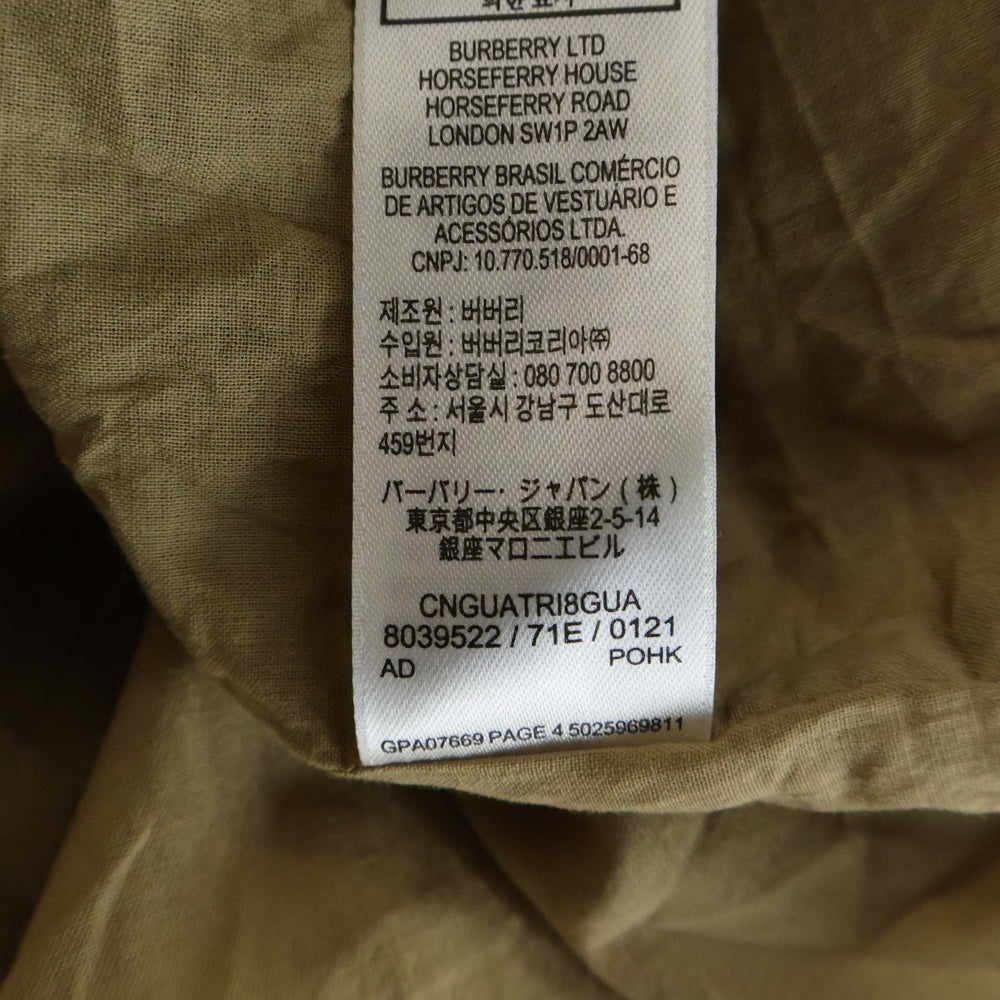 BURBERRY LTD
HORSEFERRY HOUSE
HORSEFERRY ROAD
LONDON SW1P 2AW
BURBERRY BRASIL COMÉRCIO
DE ARTIGOS DE VESTUÁRIO E
ACESSÓRIOS LTDA.
CNPJ: 10.770.518/0001-68
제조원 : 버버리
수입원 : 버버리코리아㈜
소비자상담실 : 080 700 8800
주 소 : 서울시 강남구 도산대로
459번지
バーバリー・ ジャパン ( 株 )
東京都中央区銀座2-5-14
銀座マロニエビル
CNGUATRI8GUA
8039522 / 71E / 0121
AD POHK
GPA07669 PAGE 4 5025969811